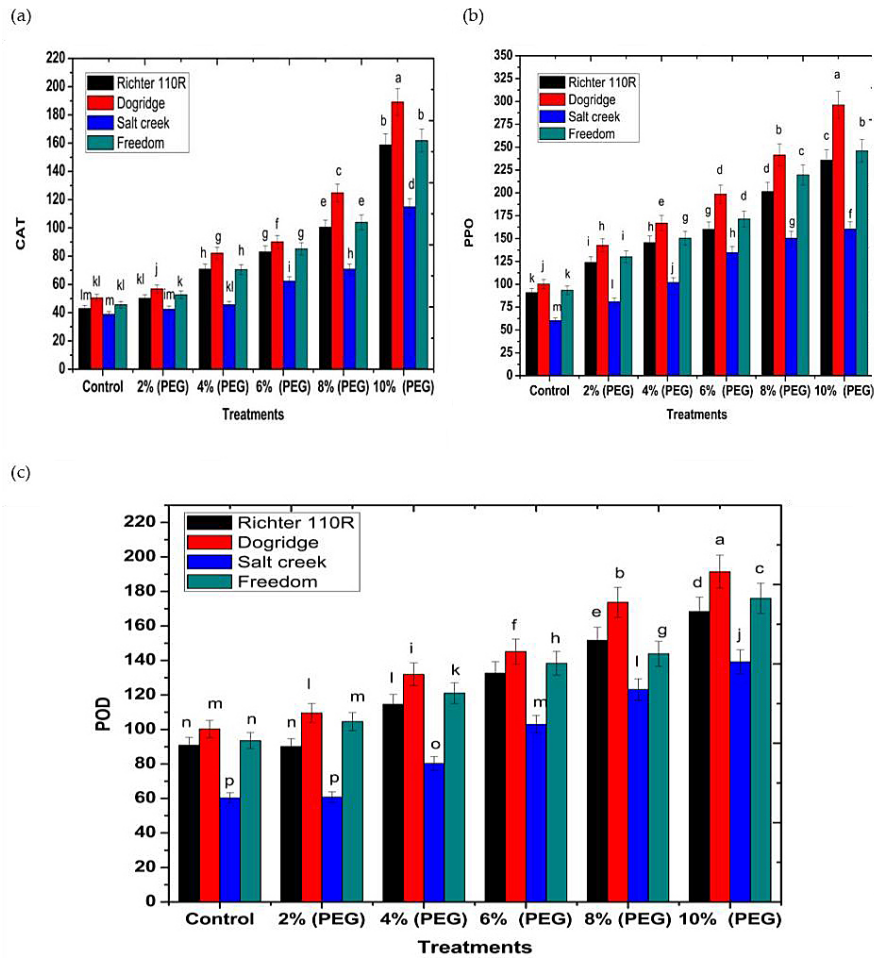 (a)
220
200
180
160
140
120
100
80
60
40
20
0
CAT
Richter 110R
Dogridge
Salt creek
Freedom
lm kl m kl
kl j im k
h g kl h
g f i g
e c h e
b a d b
Control 2% (PEG) 4% (PEG) 6% (PEG) 8% (PEG) 10% (PEG)
Treatments
(b)
350
325
300
275
250
225
200
175
150
125
100
75
50
25
0
PPO
Richter 110R
Dogridge
Salt creek
Freedom
k j m k
i h l i
h e j g
g d h d
d b g b
c a f b
Control 2% (PEG) 4% (PEG) 6% (PEG) 8% (PEG) 10% (PEG)
Treatments
(c)
220
200
180
160
140
120
100
80
60
40
20
0
POD
Richter 110R
Dogridge
Salt creek
Freedom
n m p n
n l p m
l i o k
f m h
e b l g
d a j c
Control 2% (PEG) 4% (PEG) 6% (PEG) 8% (PEG) 10% (PEG)
Treatments